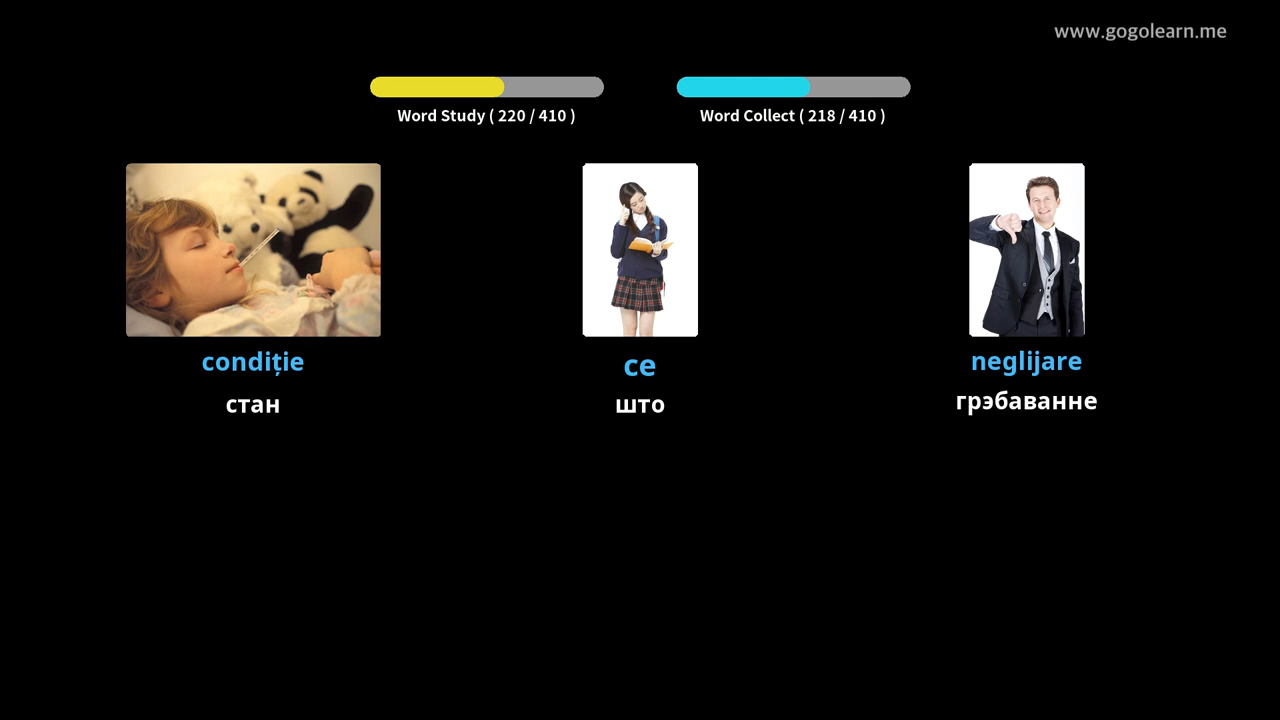 www.gogolearn.me
Word Study ( 220 / 410 )
Word Collect ( 218 / 410 )
condiție
ce
neglijare
стан
што
грэбаванне